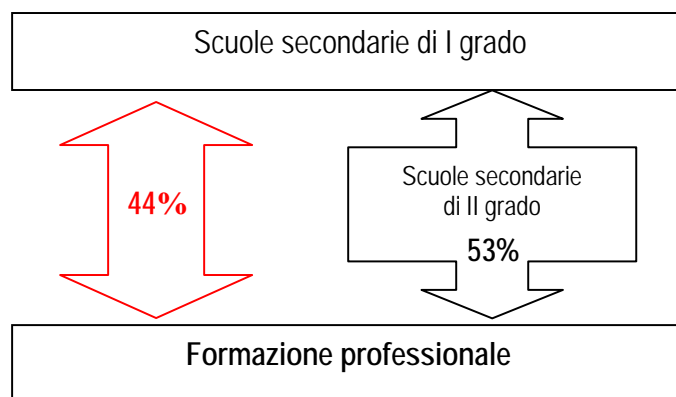 Scuole secondarie di I grado
44%
Scuole secondarie
di II grado
53%
Formazione professionale